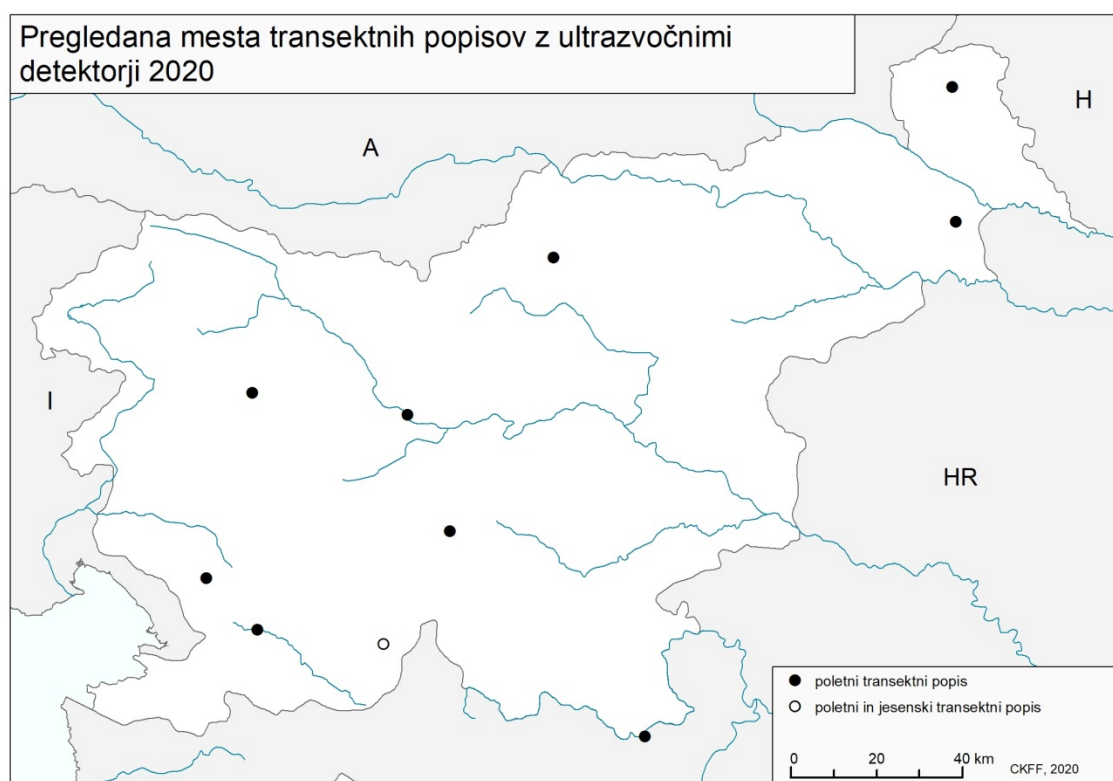 Pregledana mesta transektnih popisov z ultrazvočnimi
detektorji 2020
H
A
I
HR
poletni transektni popis
poletni in jesenski transektni popis
0 20 40 km
CKFF, 2020